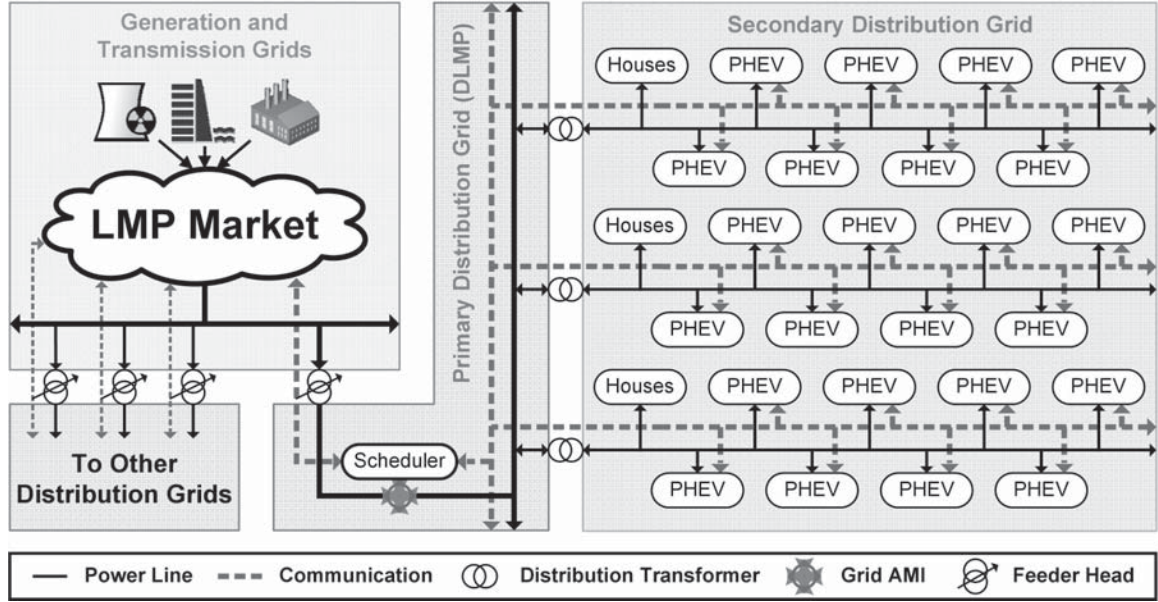 Generation and
Transmission Grids
LMP Market
To Other
Distribution Grids
Scheduler
Primary Distribution Grid (DLMP)
Secondary Distribution Grid
Houses PHEV PHEV PHEV PHEV
PHEV PHEV PHEV PHEV
Houses PHEV PHEV PHEV PHEV
PHEV PHEV PHEV PHEV
Houses PHEV PHEV PHEV PHEV
PHEV PHEV PHEV PHEV
Power Line Communication Distribution Transformer Grid AMI Feeder Head